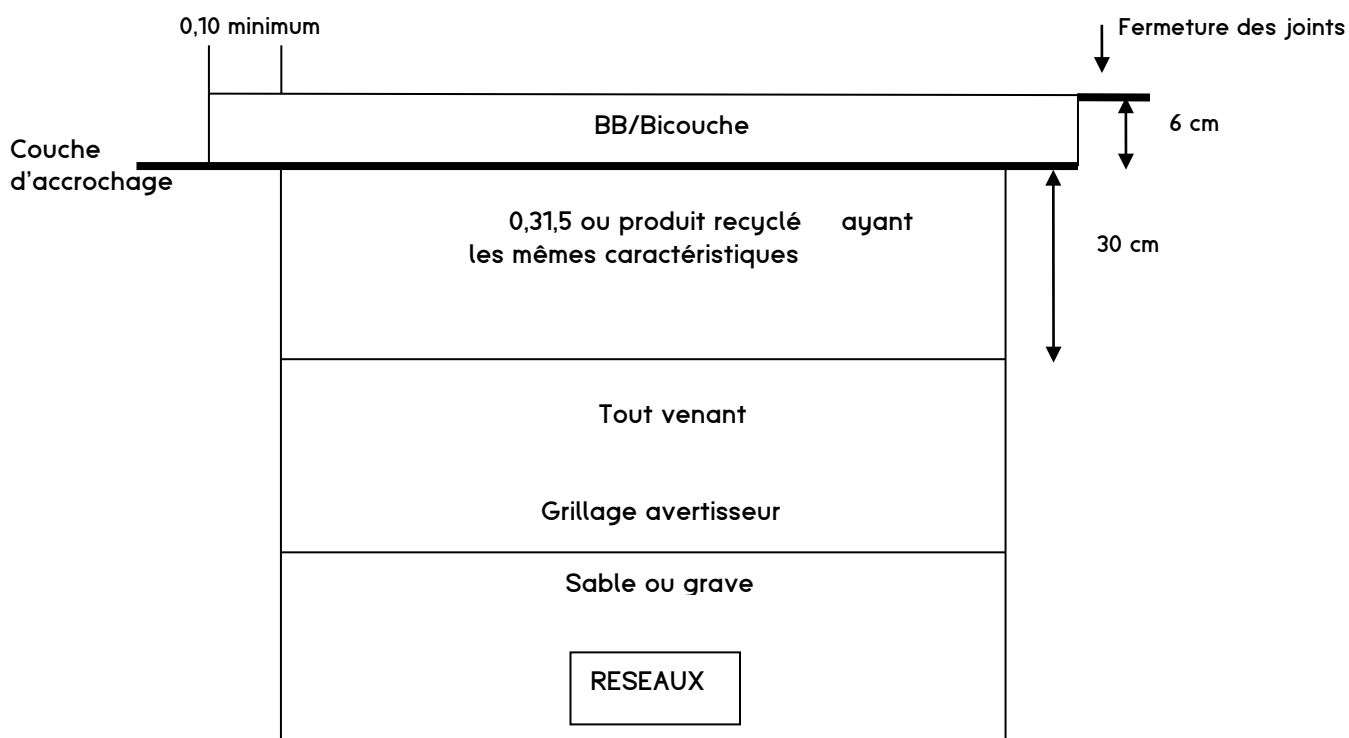 0,10 minimum
Fermeture des joints
BB/Bicouche
6 cm
Couche
d'accrochage
0,31,5 ou produit recyclé ayant
les mêmes caractéristiques
30 cm
Tout venant
Grillage avertisseur
Sable ou grave
RESEAUX